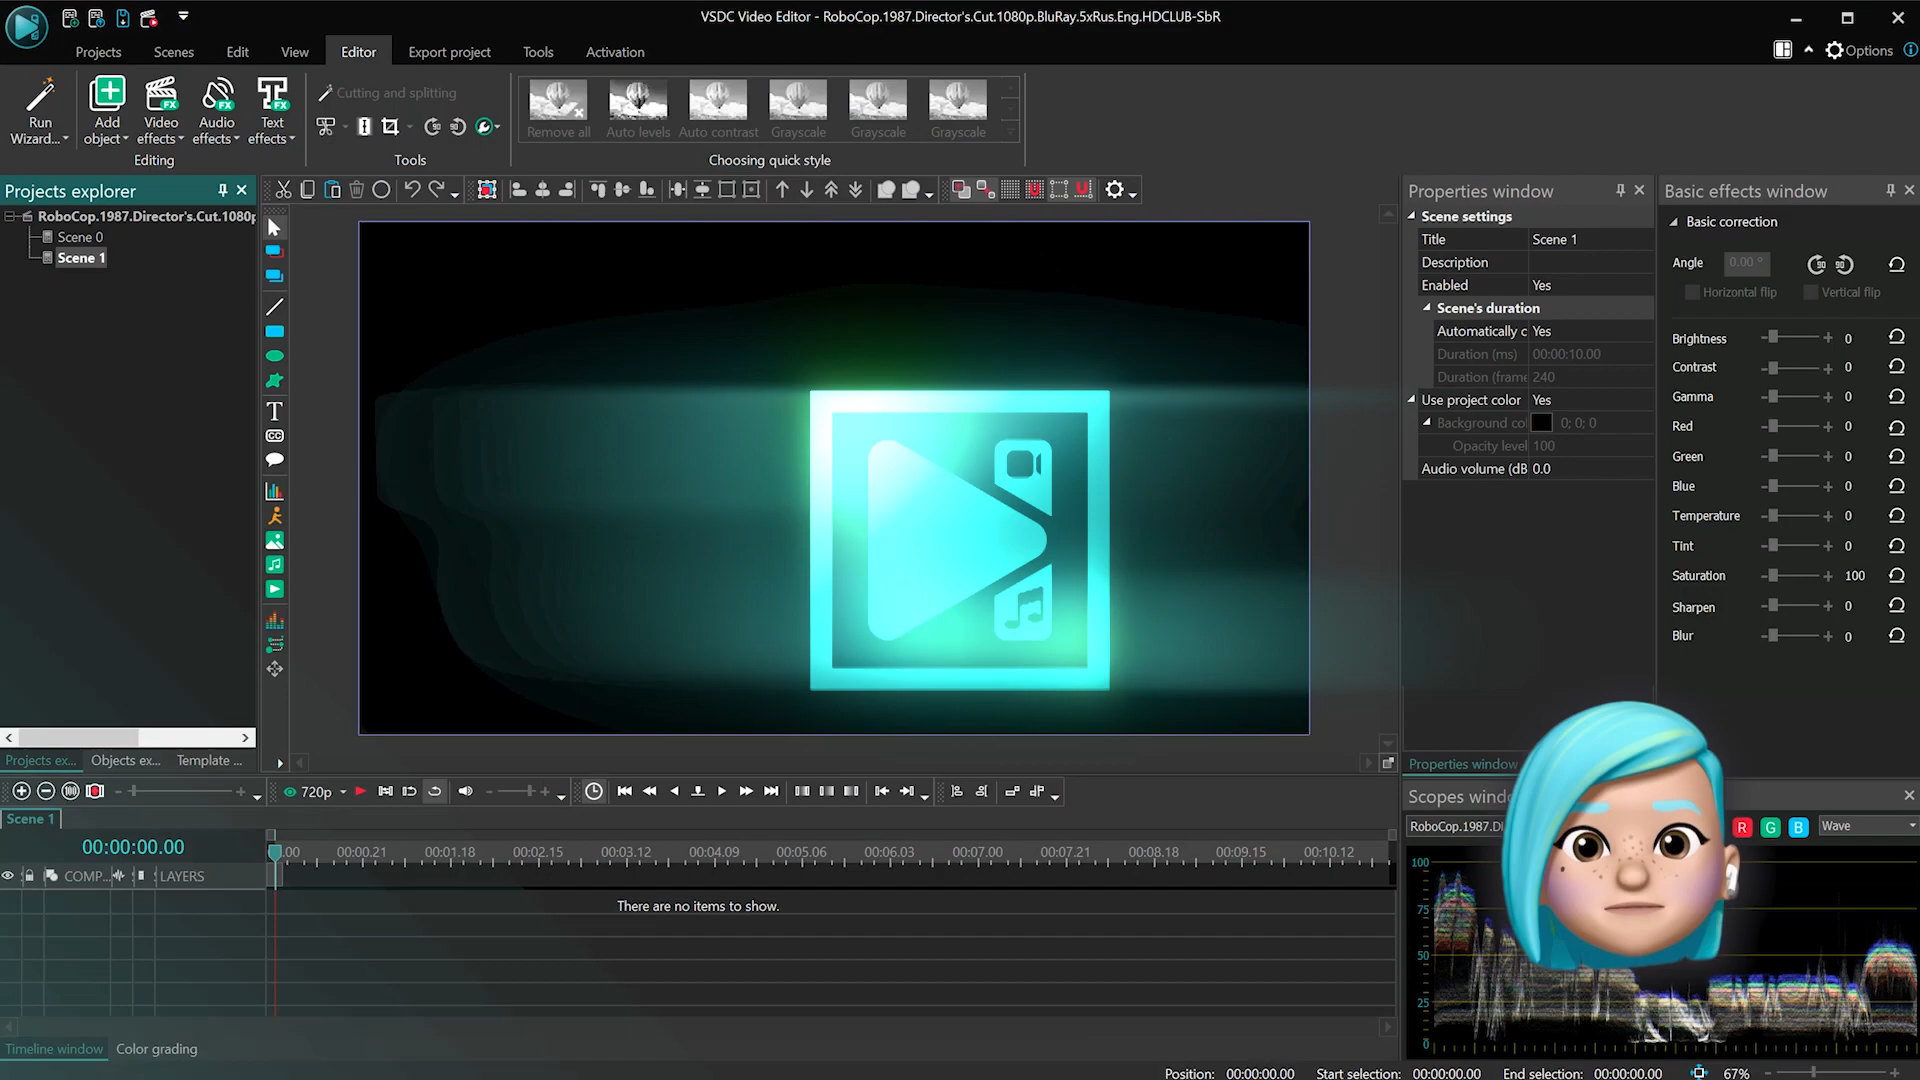 VSDC Video Editor - RoboCop.1987.Director's.Cut.1080p.BluRay.5xRus.Eng.HDCLUB-SbR
Projects
Scenes
Edit
View
Editor
Export project
Tools
Activation
Options
Run
Wizard...
Add
object
Video
effects
Audio
effects
Text
effects
Editing
Cutting and splitting
Tools
Remove all
Auto levels
Auto contrast
Grayscale
Grayscale
Grayscale
Choosing quick style
Projects explorer
RoboCop.1987.Director's.Cut.1080p
Scene 0
Scene 1
Projects ex...
Objects ex...
Template ...
Properties window
Scene settings
Title Scene 1
Description
Enabled Yes
Scene's duration
Automatically c Yes
Duration (ms) 00:00:10.00
Duration (frame 240
Use project color Yes
Background co 0; 0; 0
Opacity level 100
Audio volume (dB 0.0
Properties window
Basic effects window
Basic correction
Angle 0.00 °
90 90
Horizontal flip
Vertical flip
Brightness 0
Contrast 0
Gamma 0
Red 0
Green 0
Blue 0
Temperature 0
Tint 0
Saturation 100
Sharpen 0
Blur 0
720p
Scene 1
00:00:00.00
:00 00:00.21 00:01.18 00:02.15 00:03.12 00:04.09 00:05.06 00:06.03 00:07.00 00:07.21 00:08.18 00:09.15 00:10.12
COMP...
LAYERS
There are no items to show.
Timeline window
Color grading
Scopes windo
RoboCop.1987.Di
R G B
Wave
100
75
50
25
0
Position: 00:00:00.00 Start selection: 00:00:00.00 End selection: 00:00:00.00 67%